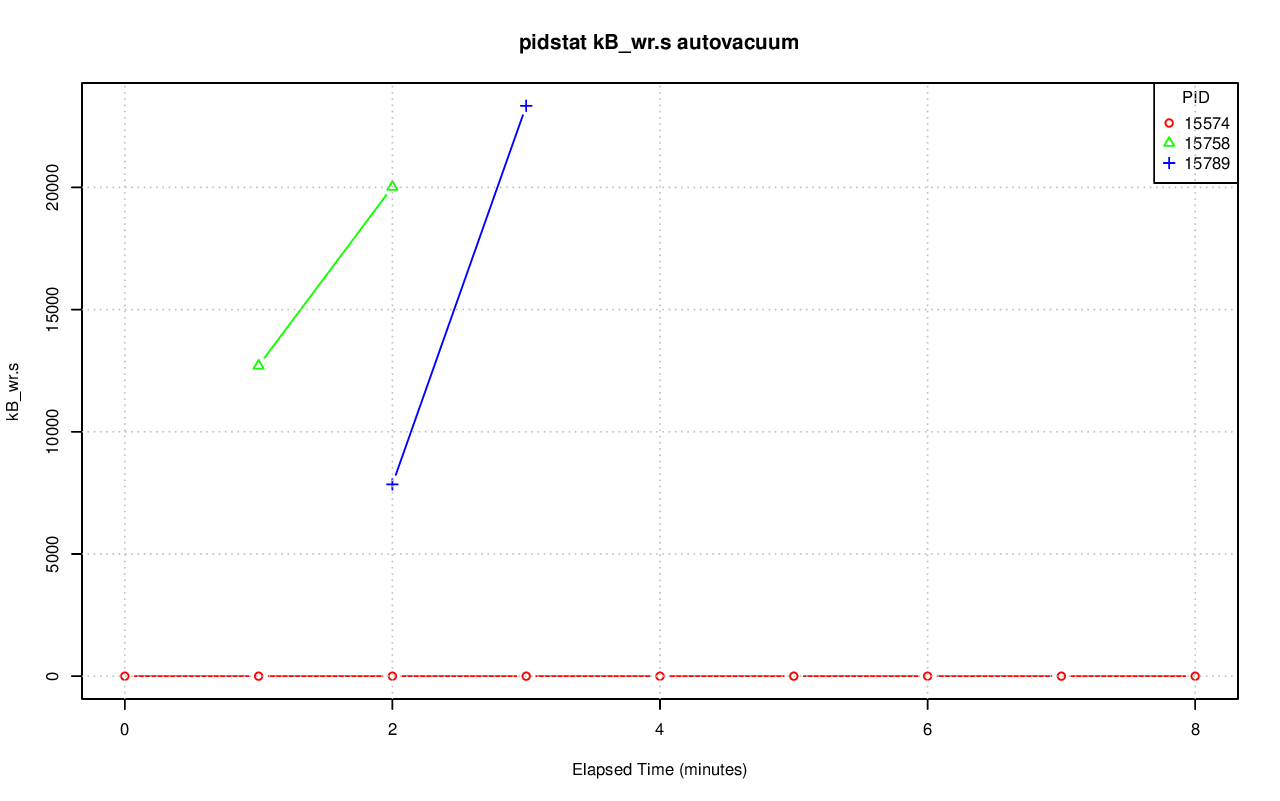 pidstat kB_wr.s autovacuum
PID
15574
15758
15789
kB_wr.s
20000
15000
10000
5000
0
0 2 4 6 8
Elapsed Time (minutes)